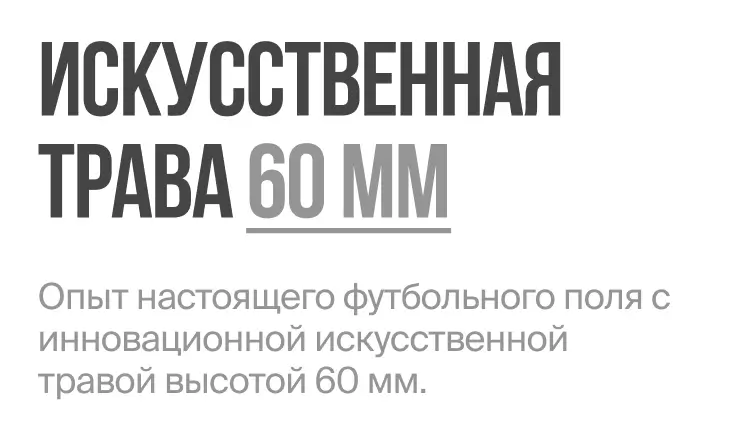 ИСКУССТВЕННАЯ
ТРАВА 60 ММ
Опыт настоящего футбольного поля с
инновационной искусственной
травой высотой 60 мм.